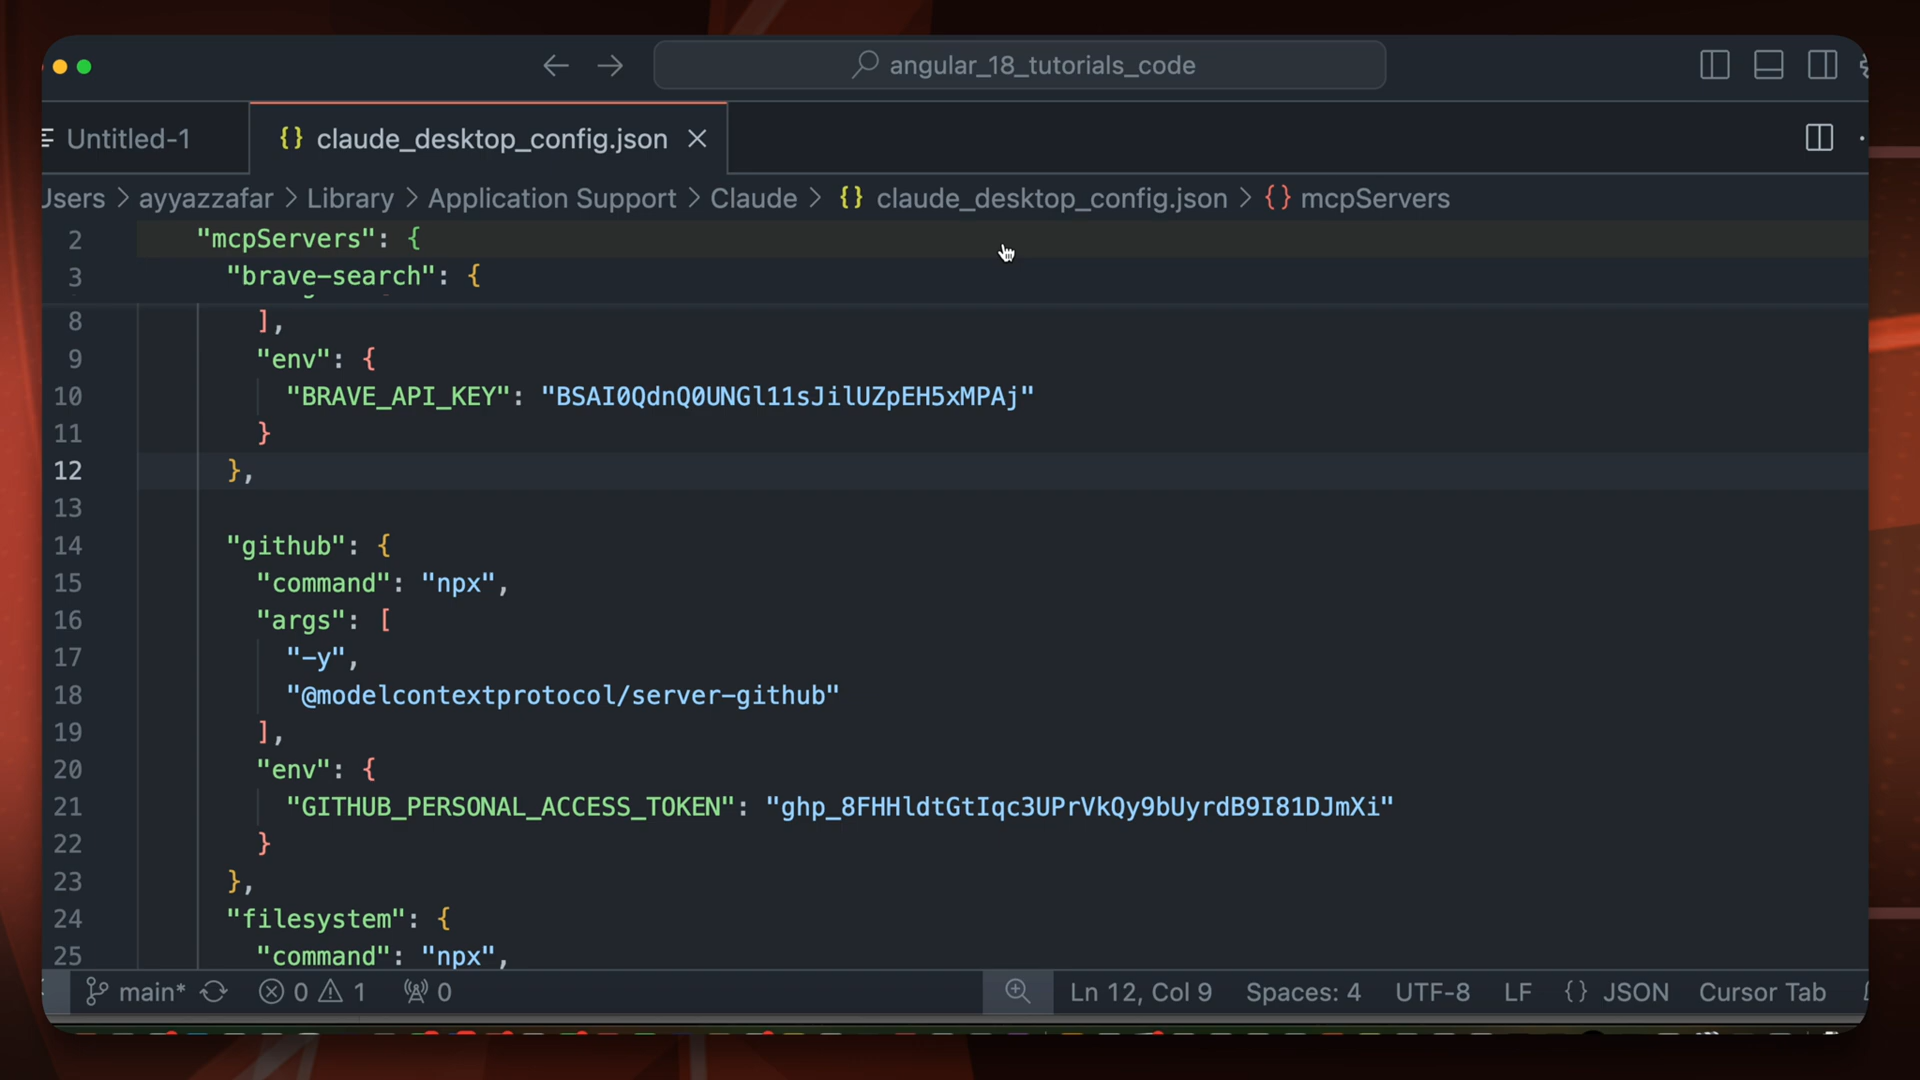 angular_18_tutorials_code
Untitled-1
{} claude_desktop_config.json
Users > ayyazzafar > Library > Application Support > Claude > {} claude_desktop_config.json > {} mcpServers
2 "mcpServers": {
3 "brave-search": {
8 ],
9 "env": {
10 "BRAVE_API_KEY": "BSAI0QdnQ0UNGl11sJilUZpEH5xMPAj"
11 }
12 },
13
14 "github": {
15 "command": "npx",
16 "args": [
17 "-y",
18 "@modelcontextprotocol/server-github"
19 ],
20 "env": {
21 "GITHUB_PERSONAL_ACCESS_TOKEN": "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"
22 }
23 },
24 "filesystem": {
25 "command": "npx",
main* 0 1 0 Ln 12, Col 9 Spaces: 4 UTF-8 LF {} JSON Cursor Tab